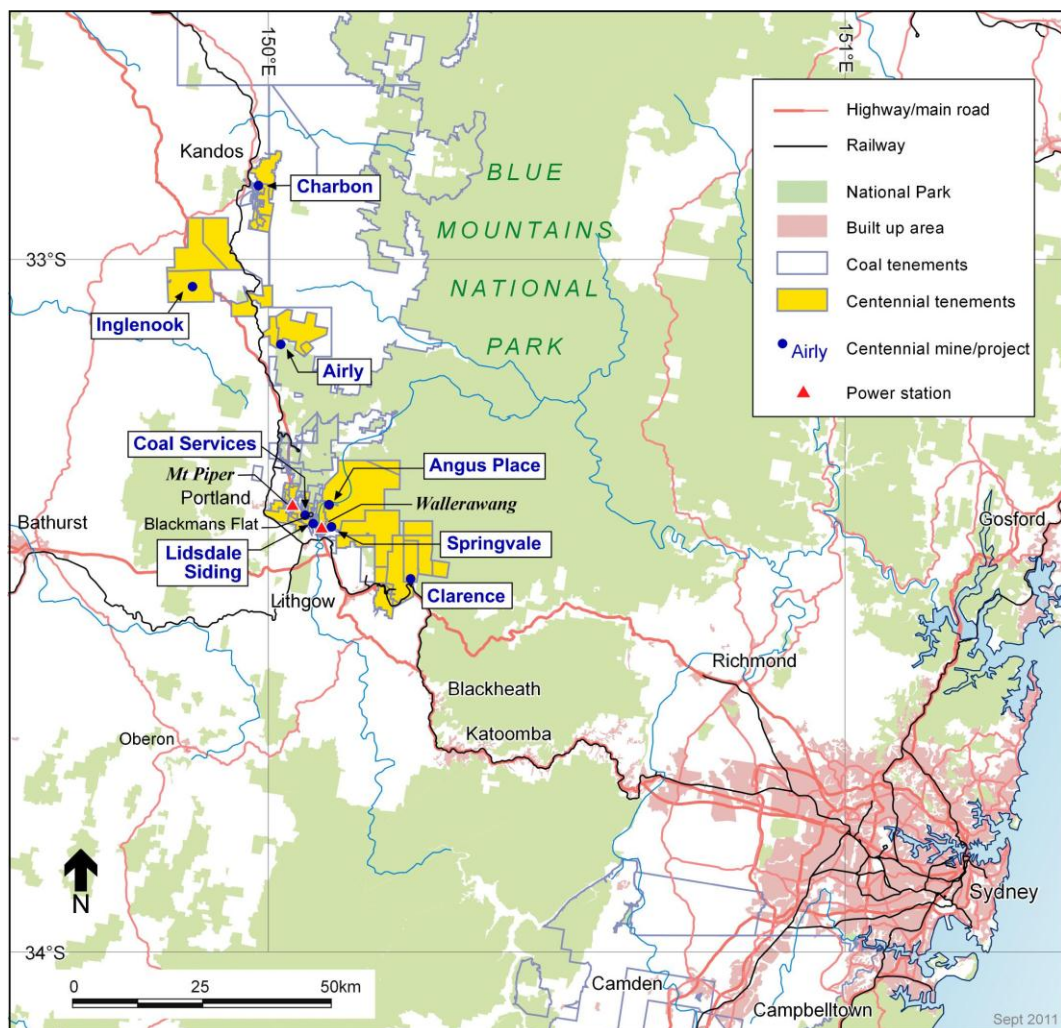 150°E
151°E
Highway/main road
Railway
National Park
Built up area
Coal tenements
Centennial tenements
Airly
Centennial mine/project
Power station
Kandos
Charbon
BLUE
MOUNTAINS
NATIONAL
PARK
33°S
Inglenook
Airly
Coal Services
Mt Piper
Portland
Angus Place
Wallerawang
Bathurst
Blackmans Flat
Lidsdale
Siding
Springvale
Gosford
Lithgow
Clarence
Richmond
Blackheath
Oberon
Katoomba
N
Sydney
34°S
0 25 50km
Camden
Campbelltown
Sept 2011